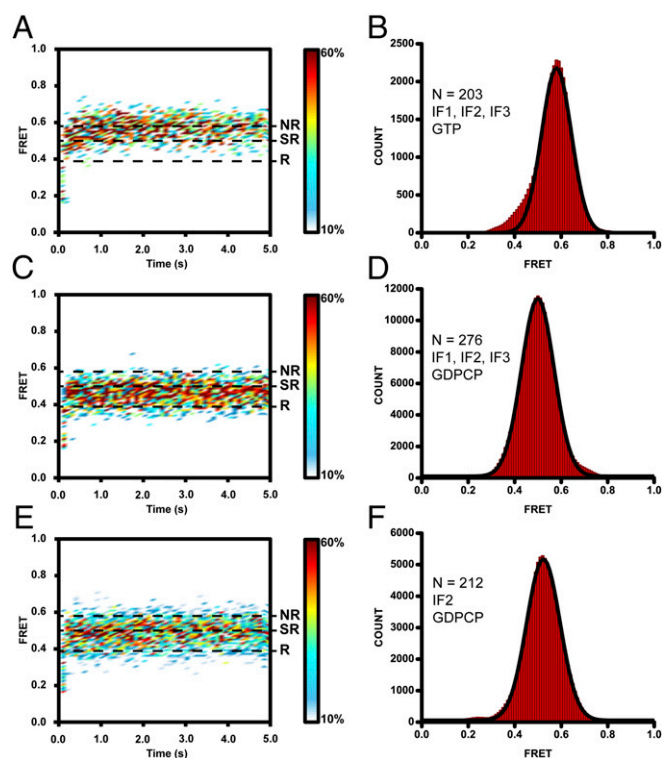 A
1.0
0.8
0.6
0.4
0.2
0.0
FRET
0.0 1.0 2.0 3.0 4.0 5.0
Time (s)
NR
SR
R
60%
10%
B
2500
2000
1500
1000
500
0
COUNT
N = 203
IF1, IF2, IF3
GTP
0.0 0.2 0.4 0.6 0.8 1.0
FRET
C
1.0
0.8
0.6
0.4
0.2
0.0
FRET
0.0 1.0 2.0 3.0 4.0 5.0
Time (s)
NR
SR
R
60%
10%
D
12000
10000
8000
6000
4000
2000
0
COUNT
N = 276
IF1, IF2, IF3
GDPCP
0.0 0.2 0.4 0.6 0.8 1.0
FRET
E
1.0
0.8
0.6
0.4
0.2
0.0
FRET
0.0 1.0 2.0 3.0 4.0 5.0
Time (s)
NR
SR
R
60%
10%
F
6000
5000
4000
3000
2000
1000
0
COUNT
N = 212
IF2
GDPCP
0.0 0.2 0.4 0.6 0.8 1.0
FRET